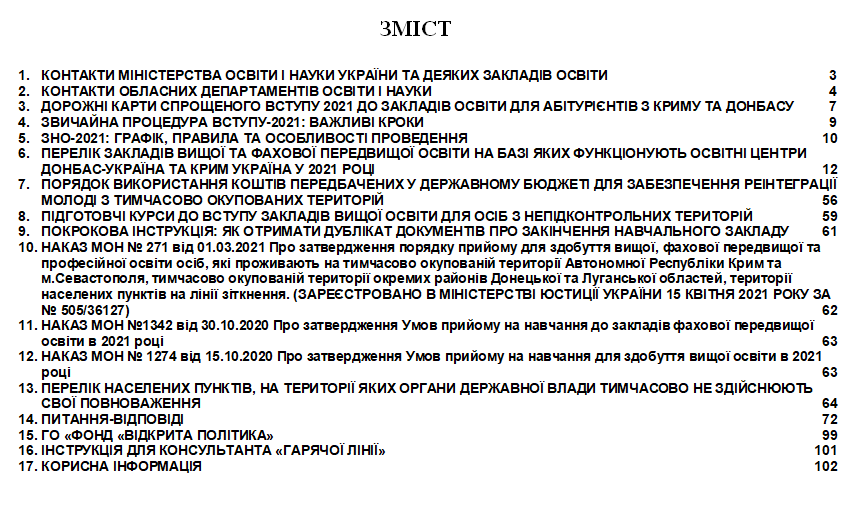 ЗМІСТ
1. КОНТАКТИ МІНІСТЕРСТВА ОСВІТИ І НАУКИ УКРАЇНИ ТА ДЕЯКИХ ЗАКЛАДІВ ОСВІТИ 3
2. КОНТАКТИ ОБЛАСНИХ ДЕПАРТАМЕНТІВ ОСВІТИ І НАУКИ 4
3. ДОРОЖНІ КАРТИ СПРОЩЕНОГО ВСТУПУ 2021 ДО ЗАКЛАДІВ ОСВІТИ ДЛЯ АБІТУРІЄНТІВ З КРИМУ ТА ДОНБАСУ 7
4. ЗВИЧАЙНА ПРОЦЕДУРА ВСТУПУ-2021: ВАЖЛИВІ КРОКИ 9
5. ЗНО-2021: ГРАФІК, ПРАВИЛА ТА ОСОБЛИВОСТІ ПРОВЕДЕННЯ 10
6. ПЕРЕЛІК ЗАКЛАДІВ ВИЩОЇ ТА ФАХОВОЇ ПЕРЕДВИЩОЇ ОСВІТИ НА БАЗІ ЯКИХ ФУНКЦІОНУЮТЬ ОСВІТНІ ЦЕНТРИ
ДОНБАС-УКРАЇНА ТА КРИМ УКРАЇНА У 2021 РОЦІ 12
7. ПОРЯДОК ВИКОРИСТАННЯ КОШТІВ ПЕРЕДБАЧЕНИХ У ДЕРЖАВНОМУ БЮДЖЕТІ ДЛЯ ЗАБЕЗПЕЧЕННЯ РЕІНТЕГРАЦІЇ
МОЛОДІ З ТИМЧАСОВО ОКУПОВАНИХ ТЕРИТОРІЙ 56
8. ПІДГОТОВЧІ КУРСИ ДО ВСТУПУ ЗАКЛАДІВ ВИЩОЇ ОСВІТИ ДЛЯ ОСІБ З НЕПІДКОНТРОЛЬНИХ ТЕРИТОРІЙ 59
9. ПОКРОКОВА ІНСТРУКЦІЯ: ЯК ОТРИМАТИ ДУБЛІКАТ ДОКУМЕНТІВ ПРО ЗАКІНЧЕННЯ НАВЧАЛЬНОГО ЗАКЛАДУ 61
10. НАКАЗ МОН № 271 від 01.03.2021 Про затвердження порядку прийому для здобуття вищої, фахової передвищої та
професійної освіти осіб, які проживають на тимчасово окупованій території Автономної Республіки Крим та
м.Севастополя, тимчасово окупованій території окремих районів Донецької та Луганської областей, території
населених пунктів на лінії зіткнення. (ЗАРЕЄСТРОВАНО В МІНІСТЕРСТВІ ЮСТИЦІЇ УКРАЇНИ 15 КВІТНЯ 2021 РОКУ ЗА
№ 505/36127) 62
11. НАКАЗ МОН №1342 від 30.10.2020 Про затвердження Умов прийому на навчання до закладів фахової передвищої
освіти в 2021 році 63
12. НАКАЗ МОН № 1274 від 15.10.2020 Про затвердження Умов прийому на навчання для здобуття вищої освіти в 2021
році 63
13. ПЕРЕЛІК НАСЕЛЕНИХ ПУНКТІВ, НА ТЕРИТОРІЇ ЯКИХ ОРГАНИ ДЕРЖАВНОЇ ВЛАДИ ТИМЧАСОВО НЕ ЗДІЙСНЮЮТЬ
СВОЇ ПОВНОВАЖЕННЯ 64
14. ПИТАННЯ-ВІДПОВІДІ 72
15. ГО «ФОНД «ВІДКРИТА ПОЛІТИКА» 99
16. ІНСТРУКЦІЯ ДЛЯ КОНСУЛЬТАНТА «ГАРЯЧОЇ ЛІНІЇ» 101
17. КОРИСНА ІНФОРМАЦІЯ 102